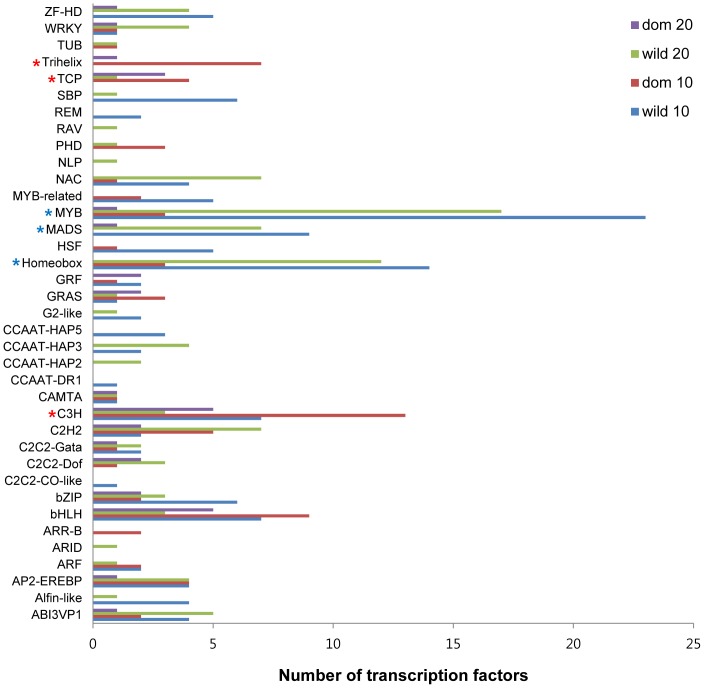 ZF-HD
WRKY
TUB
*Trihelix
*TCP
SBP
REM
RAV
PHD
NLP
NAC
MYB-related
*MYB
*MADS
HSF
*Homeobox
GRF
GRAS
G2-like
CCAAT-HAP5
CCAAT-HAP3
CCAAT-HAP2
CCAAT-DR1
CAMTA
*C3H
C2H2
C2C2-Gata
C2C2-Dof
C2C2-CO-like
bZIP
bHLH
ARR-B
ARID
ARF
AP2-EREBP
Alfin-like
ABI3VP1
dom 20
wild 20
dom 10
wild 10
0 5 10 15 20 25
Number of transcription factors